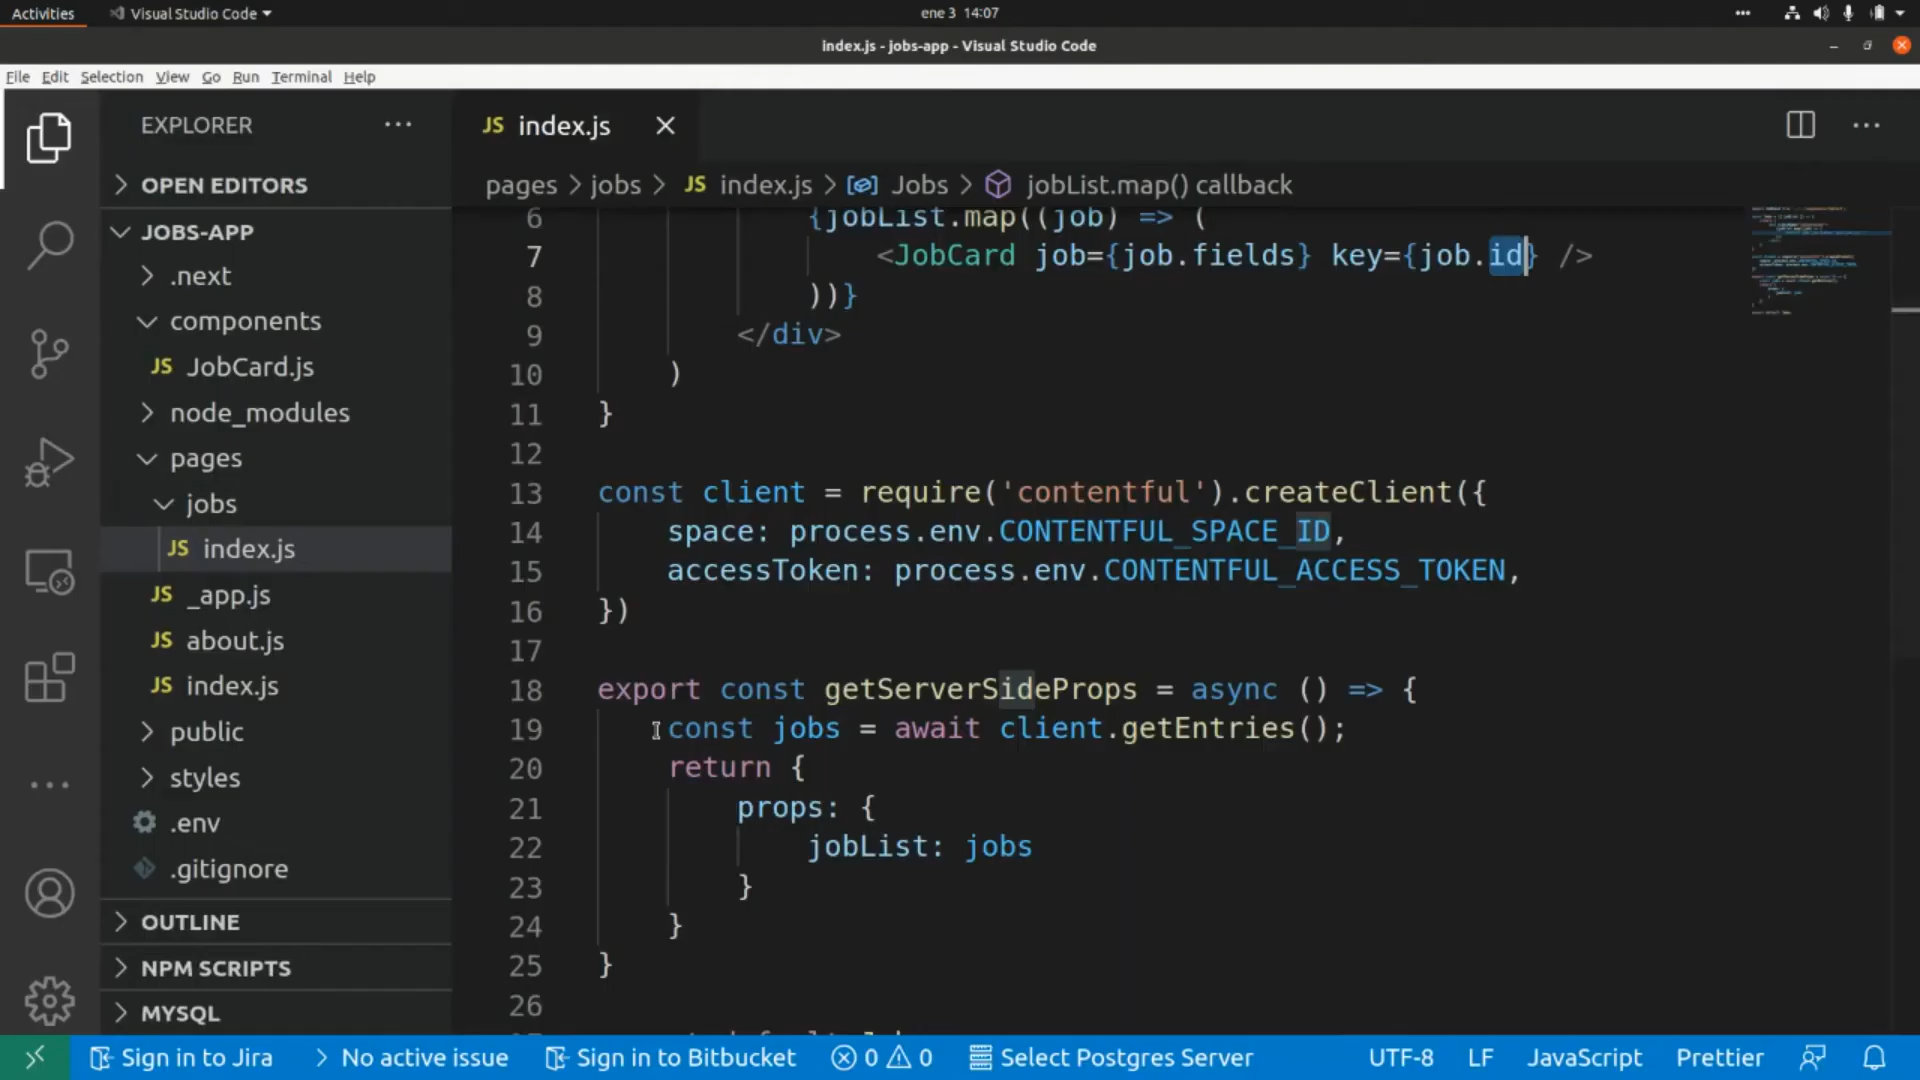 Activities
Visual Studio Code
ene 3 14:07
index.js - jobs-app - Visual Studio Code
File Edit Selection View Go Run Terminal Help
EXPLORER
OPEN EDITORS
JOBS-APP
.next
components
JS JobCard.js
node_modules
pages
jobs
JS index.js
JS _app.js
JS about.js
JS index.js
public
styles
.env
.gitignore
OUTLINE
NPM SCRIPTS
MYSQL
JS index.js
pages > jobs > JS index.js > Jobs > jobList.map() callback
6 {jobList.map((job) => (
7 <JobCard job={job.fields} key={job.id} />
8 ))}
9 </div>
10 )
11 }
12
13 const client = require('contentful').createClient({
14 space: process.env.CONTENTFUL_SPACE_ID,
15 accessToken: process.env.CONTENTFUL_ACCESS_TOKEN,
16 })
17
18 export const getServerSideProps = async () => {
19 const jobs = await client.getEntries();
20 return {
21 props: {
22 jobList: jobs
23 }
24 }
25 }
26
Sign in to Jira
No active issue
Sign in to Bitbucket
0 0
Select Postgres Server
UTF-8 LF JavaScript Prettier